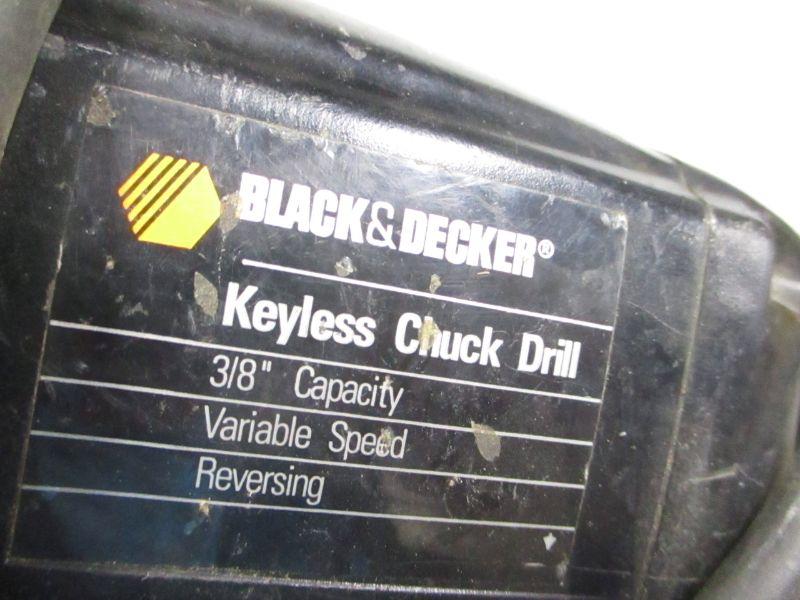 BLACK&DECKER®
Keyless Chuck Drill
3/8" Capacity
Variable Speed
Reversing